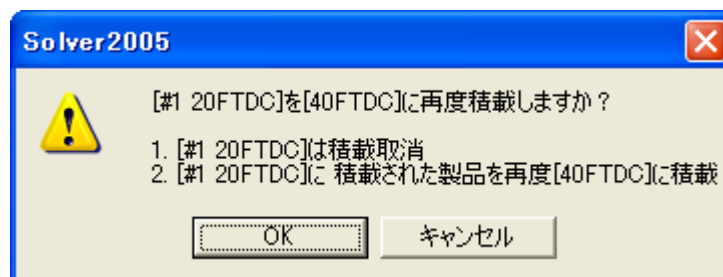 Solver2005
[#1 20FTDC]を[40FTDC]に再度積載しますか？
1. [#1 20FTDC]は積載取消
2. [#1 20FTDC]に 積載された製品を再度[40FTDC]に積載
OK
キャンセル